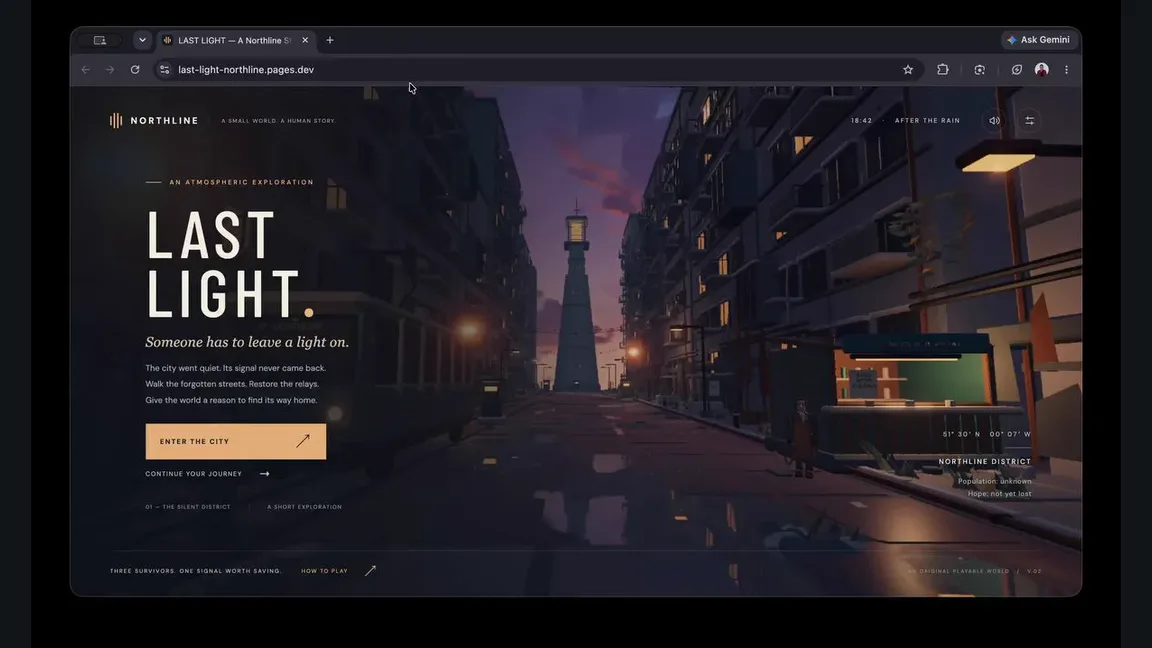 LAST LIGHT — A Northline S
Ask Gemini
last-light-northline.pages.dev
NORTHLINE
A SMALL WORLD. A HUMAN STORY.
18:42 · AFTER THE RAIN
AN ATMOSPHERIC EXPLORATION
LAST
LIGHT.
Someone has to leave a light on.
The city went quiet. Its signal never came back.
Walk the forgotten streets. Restore the relays.
Give the world a reason to find its way home.
ENTER THE CITY
CONTINUE YOUR JOURNEY
01 — THE SILENT DISTRICT
A SHORT EXPLORATION
51° 30' N 00° 07' W
NORTHLINE DISTRICT
Population: unknown
Hope: not yet lost
THREE SURVIVORS. ONE SIGNAL WORTH SAVING.
HOW TO PLAY
AN ORIGINAL PLAYABLE WORLD / V.02